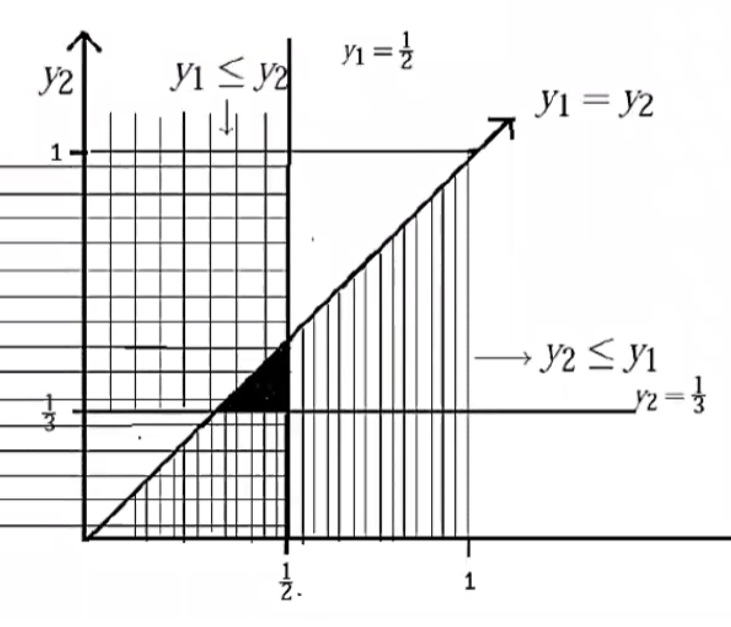 y₂
y₁ ≤ y₂
y₁ = 1/2
y₁ = y₂
1
y₂ ≤ y₁
y₂ = 1/3
1/3
1/2.
1